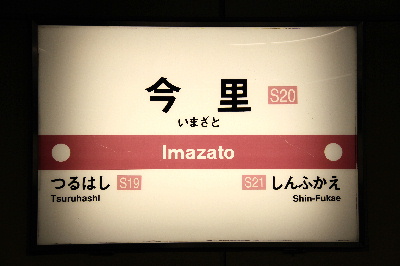 今里 S20
いまざと
Imazato
つるはし S19 S21 しんふかえ
Tsuruhashi Shin-Fukae